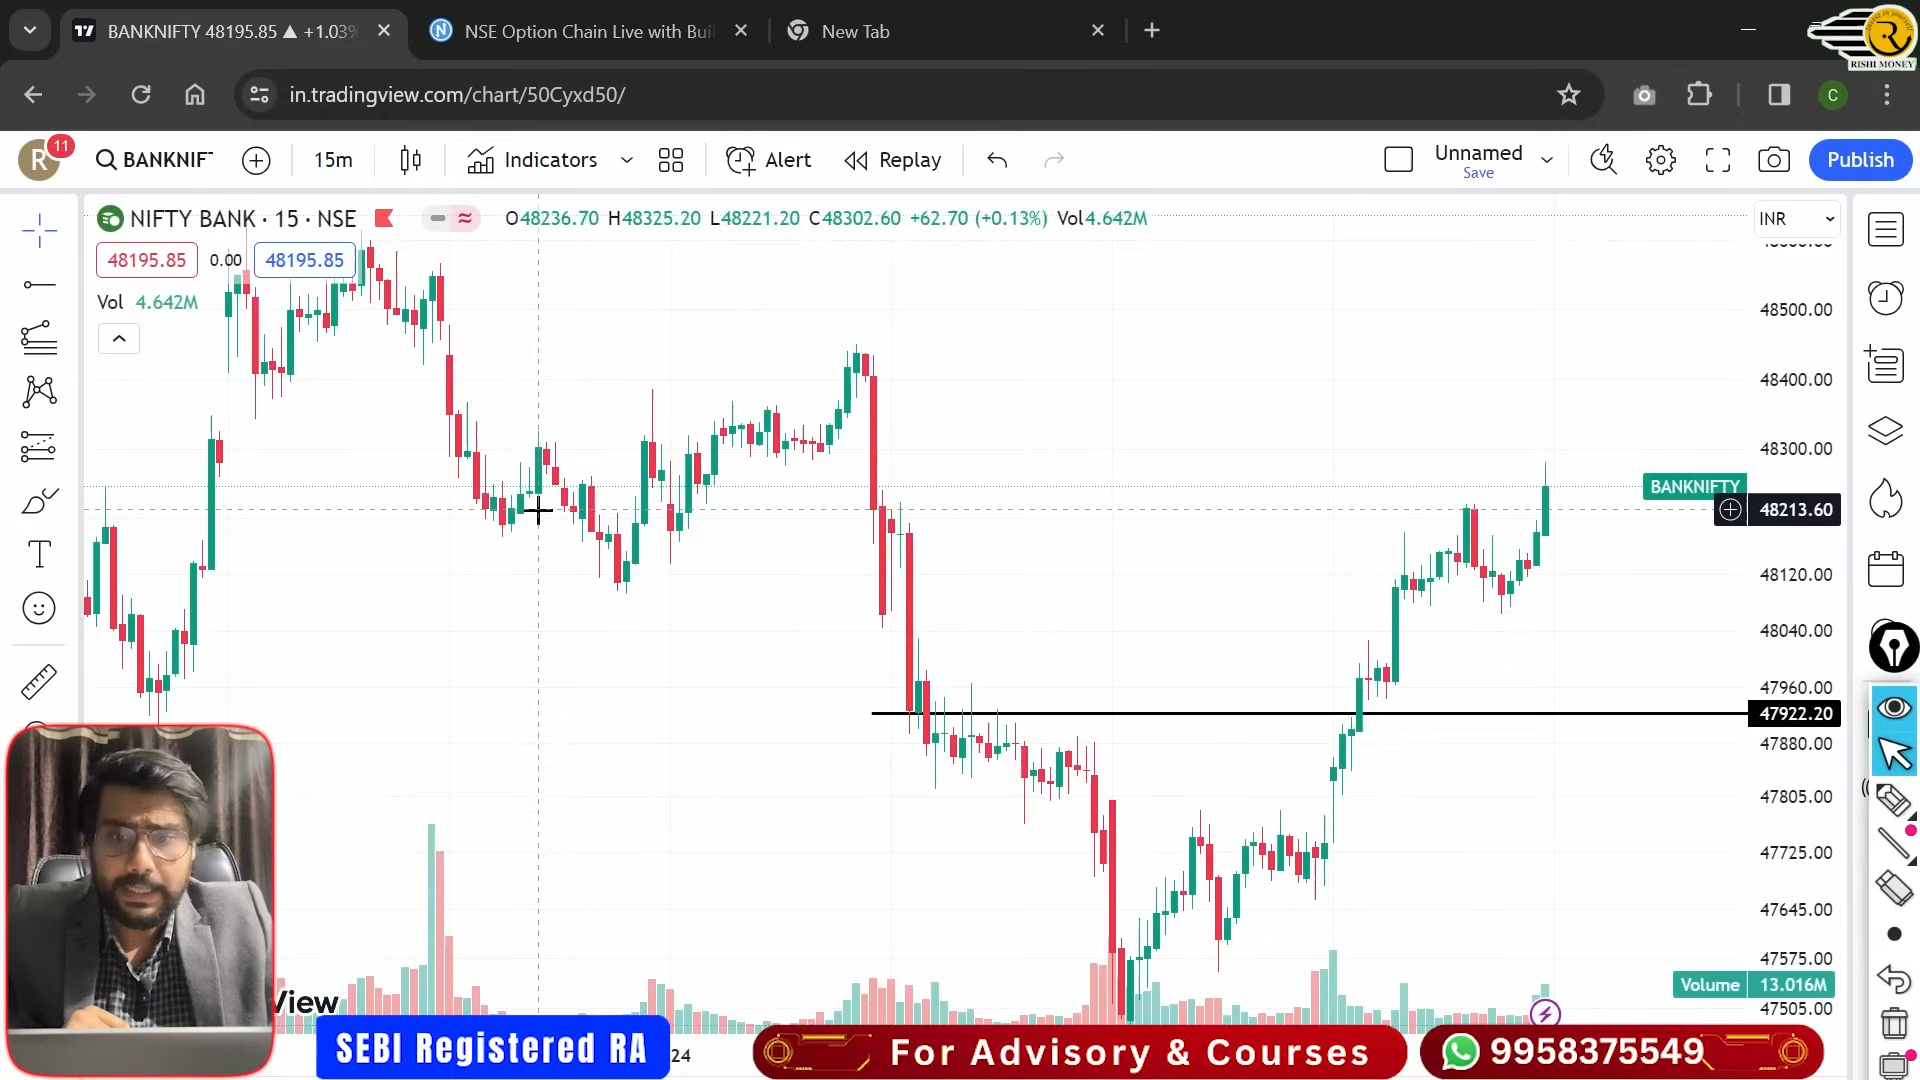 BANKNIFTY 48195.85 ▲ +1.03%
NSE Option Chain Live with Bui
New Tab
RISHI MONEY
in.tradingview.com/chart/50Cyxd50/
C
R
11
BANKNIF
15m
Indicators
Alert
Replay
Unnamed
Save
Publish
NIFTY BANK · 15 · NSE
O48236.70 H48325.20 L48221.20 C48302.60 +62.70 (+0.13%) Vol4.642M
INR
48195.85
0.00
48195.85
Vol 4.642M
48500.00
48400.00
48300.00
BANKNIFTY
48213.60
48120.00
48040.00
47960.00
47922.20
47880.00
47805.00
47725.00
47645.00
47575.00
Volume 13.016M
View
47505.00
24
SEBI Registered RA
For Advisory & Courses
9958375549